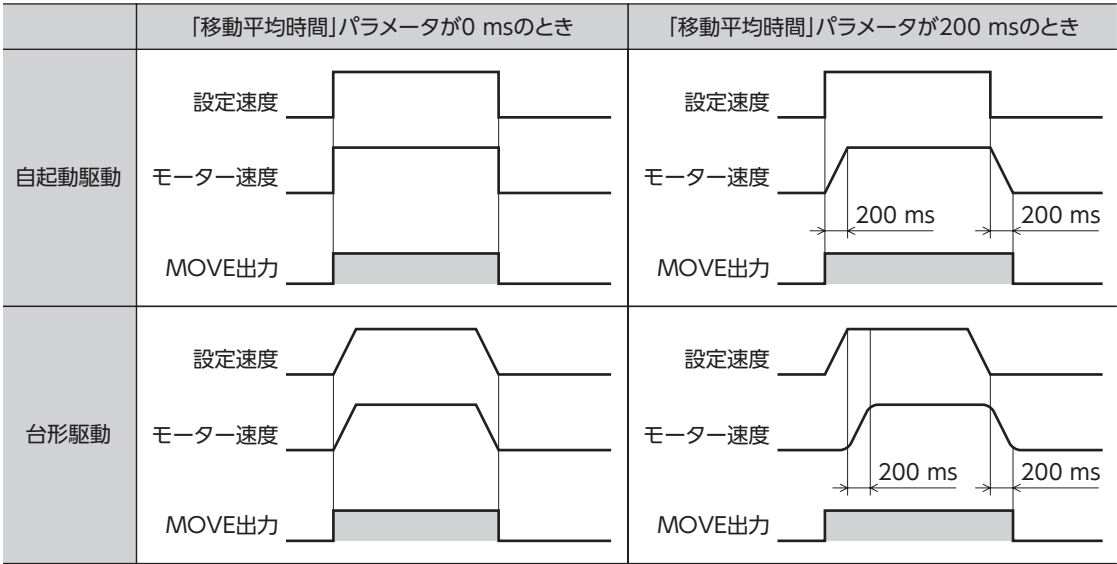 「移動平均時間」パラメータが0 msのとき
「移動平均時間」パラメータが200 msのとき
自起動駆動
設定速度
モーター速度
MOVE出力
設定速度
モーター速度
200 ms
200 ms
MOVE出力
台形駆動
設定速度
モーター速度
MOVE出力
設定速度
モーター速度
200 ms
200 ms
MOVE出力